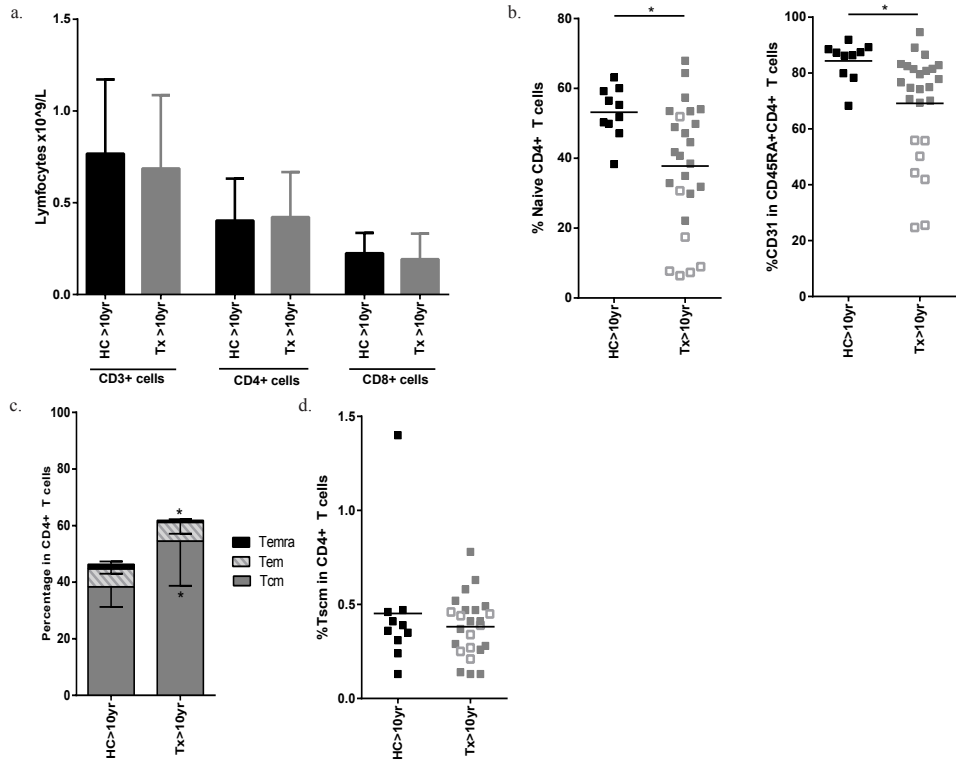 a.
1.5
1.0
0.5
0.0
Lymfocytes x10^9/L
HC >10yr
Tx >10yr
HC >10yr
Tx >10yr
HC >10yr
Tx >10yr
CD3+ cells
CD4+ cells
CD8+ cells
b.
*
80
60
40
20
0
% Naive CD4+ T cells
HC>10yr
Tx>10yr
*
100
80
60
40
20
0
%CD31 in CD45RA+CD4+ T cells
HC>10yr
Tx>10yr
c.
100
80
60
40
20
0
Percentage in CD4+ T cells
*
*
HC>10yr
Tx>10yr
Temra
Tem
Tcm
d.
1.5
1.0
0.5
0.0
%Tscm in CD4+ T cells
HC>10yr
Tx>10yr